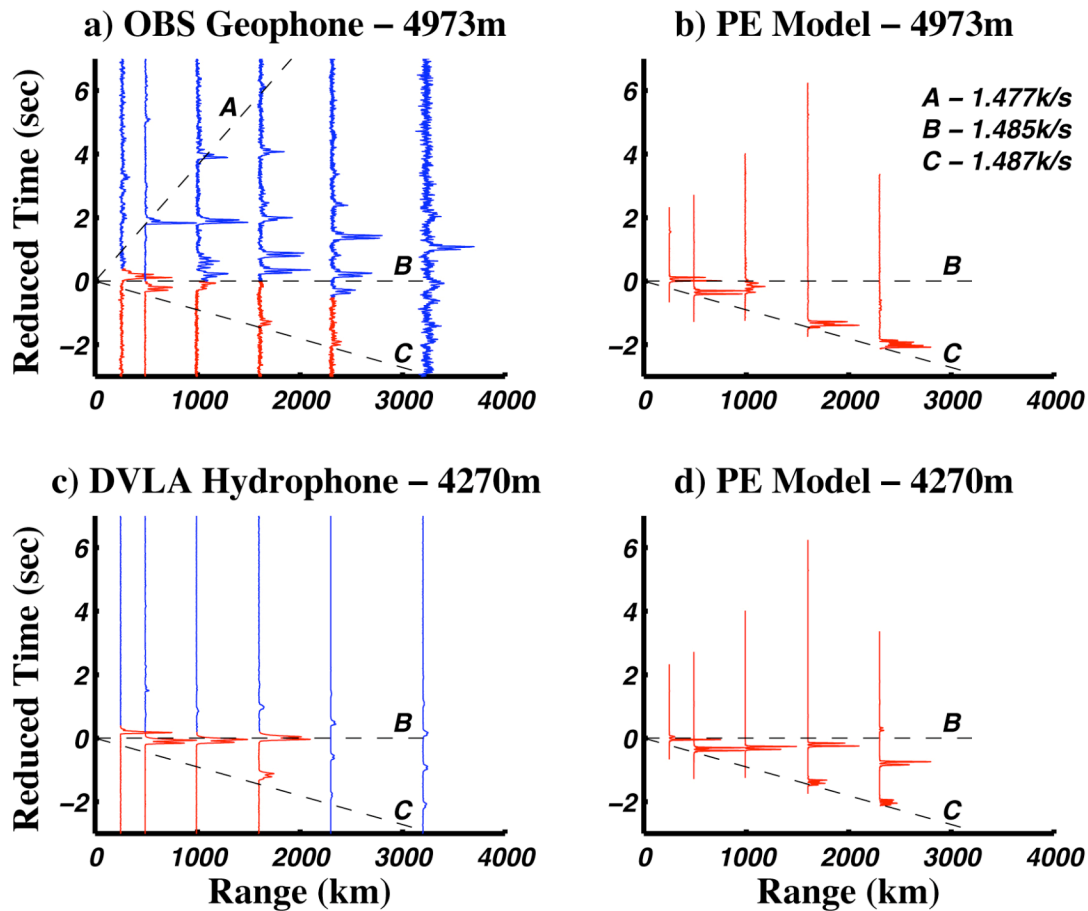 a) OBS Geophone – 4973m
b) PE Model – 4973m
Reduced Time (sec)
6
4
2
0
−2
A
B
C
0 1000 2000 3000 4000
6
4
2
0
−2
A – 1.477k/s
B – 1.485k/s
C – 1.487k/s
B
C
0 1000 2000 3000 4000
c) DVLA Hydrophone – 4270m
d) PE Model – 4270m
Reduced Time (sec)
6
4
2
0
−2
B
C
0 1000 2000 3000 4000
Range (km)
6
4
2
0
−2
B
C
0 1000 2000 3000 4000
Range (km)